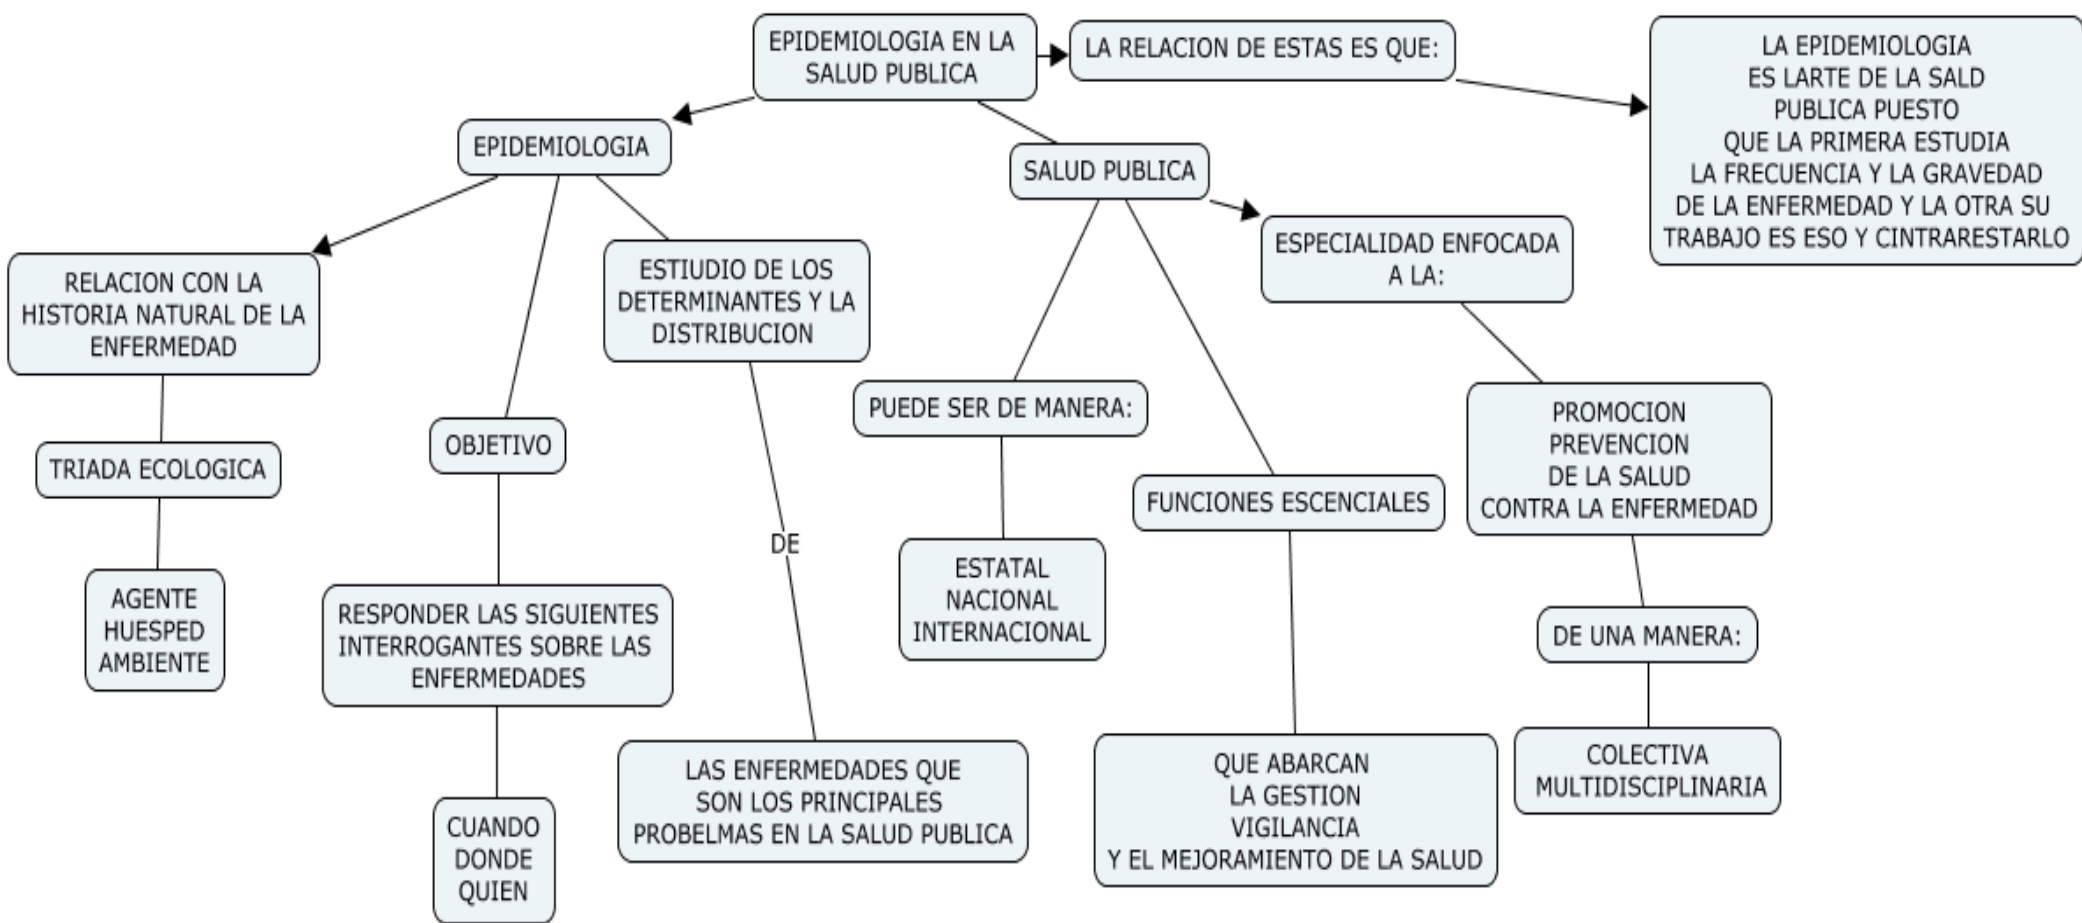 EPIDEMIOLOGIA EN LA
SALUD PUBLICA
LA RELACION DE ESTAS ES QUE:
LA EPIDEMIOLOGIA
ES LARTE DE LA SALD
PUBLICA PUESTO
QUE LA PRIMERA ESTUDIA
LA FRECUENCIA Y LA GRAVEDAD
DE LA ENFERMEDAD Y LA OTRA SU
TRABAJO ES ESO Y CINTRARESTARLO
EPIDEMIOLOGIA
RELACION CON LA
HISTORIA NATURAL DE LA
ENFERMEDAD
TRIADA ECOLOGICA
AGENTE
HUESPED
AMBIENTE
OBJETIVO
RESPONDER LAS SIGUIENTES
INTERROGANTES SOBRE LAS
ENFERMEDADES
CUANDO
DONDE
QUIEN
ESTIUDIO DE LOS
DETERMINANTES Y LA
DISTRIBUCION
DE
LAS ENFERMEDADES QUE
SON LOS PRINCIPALES
PROBELMAS EN LA SALUD PUBLICA
SALUD PUBLICA
PUEDE SER DE MANERA:
ESTATAL
NACIONAL
INTERNACIONAL
FUNCIONES ESCENCIALES
QUE ABARCAN
LA GESTION
VIGILANCIA
Y EL MEJORAMIENTO DE LA SALUD
ESPECIALIDAD ENFOCADA
A LA:
PROMOCION
PREVENCION
DE LA SALUD
CONTRA LA ENFERMEDAD
DE UNA MANERA:
COLECTIVA
MULTIDISCIPLINARIA